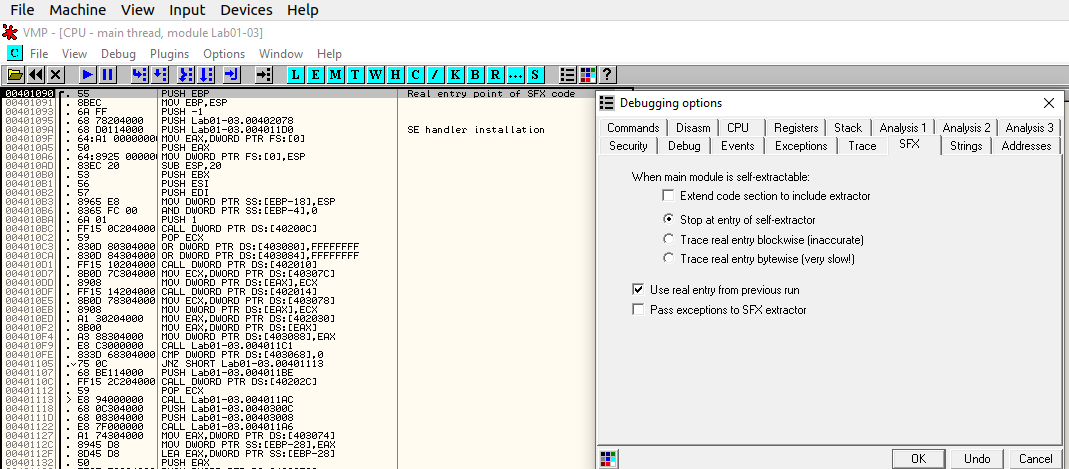 File Machine View Input Devices Help
VMP - [CPU - main thread, module Lab01-03]
C File View Debug Plugins Options Window Help
L E M T W H C / K B R ... S ?
00401090 . 55 PUSH EBP Real entry point of SFX code
00401091 . 8BEC MOV EBP,ESP
00401093 . 6A FF PUSH -1
00401095 . 68 78204000 PUSH Lab01-03.00402078
0040109A . 68 D0114000 PUSH Lab01-03.004011D0 SE handler installation
0040109F . 64:A1 00000000 MOV EAX,DWORD PTR FS:[0]
004010A5 . 50 PUSH EAX
004010A6 . 64:8925 000000 MOV DWORD PTR FS:[0],ESP
004010AD . 83EC 20 SUB ESP,20
004010B0 . 53 PUSH EBX
004010B1 . 56 PUSH ESI
004010B2 . 57 PUSH EDI
004010B3 . 8965 E8 MOV DWORD PTR SS:[EBP-18],ESP
004010B6 . 8365 FC 00 AND DWORD PTR SS:[EBP-4],0
004010BA . 6A 01 PUSH 1
004010BC . FF15 0C204000 CALL DWORD PTR DS:[40200C]
004010C2 . 59 POP ECX
004010C3 . 830D 80304000 OR DWORD PTR DS:[403080],FFFFFFFF
004010CA . 830D 84304000 OR DWORD PTR DS:[403084],FFFFFFFF
004010D1 . FF15 10204000 CALL DWORD PTR DS:[402010]
004010D7 . 8B0D 7C304000 MOV ECX,DWORD PTR DS:[40307C]
004010DD . 8908 MOV DWORD PTR DS:[EAX],ECX
004010DF . FF15 14204000 CALL DWORD PTR DS:[402014]
004010E5 . 8B0D 78304000 MOV ECX,DWORD PTR DS:[403078]
004010EB . 8908 MOV DWORD PTR DS:[EAX],ECX
004010ED . A1 30204000 MOV EAX,DWORD PTR DS:[402030]
004010F2 . 8B00 MOV EAX,DWORD PTR DS:[EAX]
004010F4 . A3 88304000 MOV DWORD PTR DS:[403088],EAX
004010F9 . E8 C3000000 CALL Lab01-03.004011C1
004010FE . 833D 68304000 CMP DWORD PTR DS:[403068],0
00401105 . 75 0C JNZ SHORT Lab01-03.00401113
00401107 . 68 BE114000 PUSH Lab01-03.004011BE
0040110C . FF15 2C204000 CALL DWORD PTR DS:[40202C]
00401112 . 59 POP ECX
00401113 > E8 94000000 CALL Lab01-03.004011AC
00401118 . 68 0C304000 PUSH Lab01-03.0040300C
0040111D . 68 08304000 PUSH Lab01-03.00403008
00401122 . E8 7F000000 CALL Lab01-03.004011A6
00401127 . A1 74304000 MOV EAX,DWORD PTR DS:[403074]
0040112C . 8945 D8 MOV DWORD PTR SS:[EBP-28],EAX
0040112F . 8D45 D8 LEA EAX,DWORD PTR SS:[EBP-28]
00401132 . 50 PUSH EAX
Debugging options
Commands Disasm CPU Registers Stack Analysis 1 Analysis 2 Analysis 3
Security Debug Events Exceptions Trace SFX Strings Addresses
When main module is self-extractable:
Extend code section to include extractor
Stop at entry of self-extractor
Trace real entry blockwise (inaccurate)
Trace real entry bytewise (very slow!)
Use real entry from previous run
Pass exceptions to SFX extractor
OK Undo Cancel